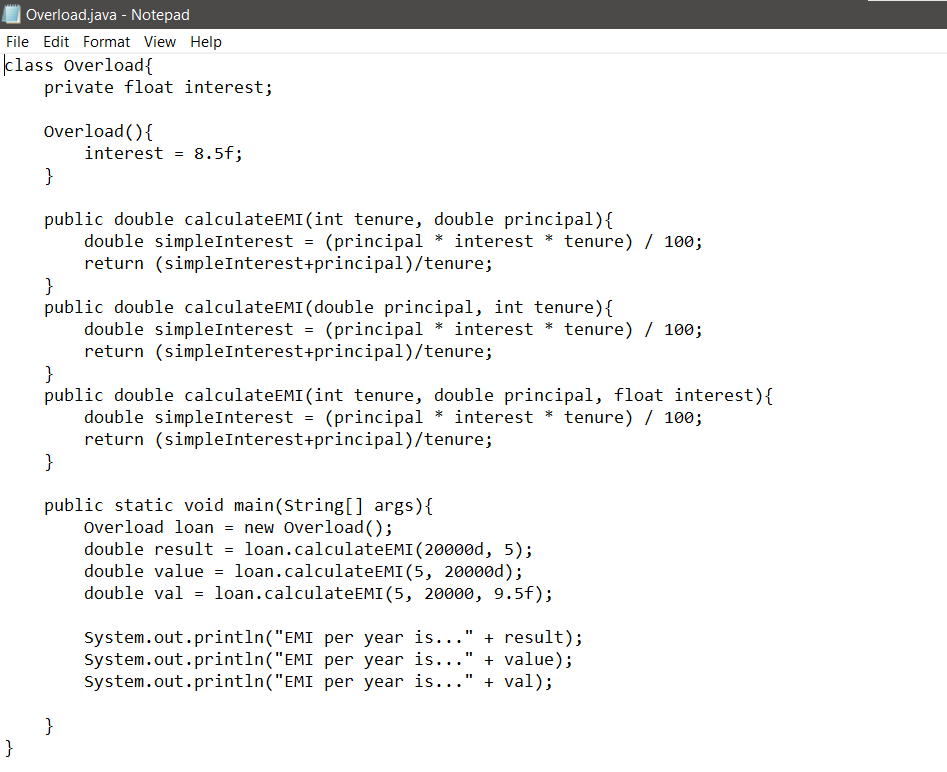 Overload.java - Notepad
File Edit Format View Help
class Overload{
    private float interest;

    Overload(){
        interest = 8.5f;
    }

    public double calculateEMI(int tenure, double principal){
        double simpleInterest = (principal * interest * tenure) / 100;
        return (simpleInterest+principal)/tenure;
    }
    public double calculateEMI(double principal, int tenure){
        double simpleInterest = (principal * interest * tenure) / 100;
        return (simpleInterest+principal)/tenure;
    }
    public double calculateEMI(int tenure, double principal, float interest){
        double simpleInterest = (principal * interest * tenure) / 100;
        return (simpleInterest+principal)/tenure;
    }

    public static void main(String[] args){
        Overload loan = new Overload();
        double result = loan.calculateEMI(20000d, 5);
        double value = loan.calculateEMI(5, 20000d);
        double val = loan.calculateEMI(5, 20000, 9.5f);

        System.out.println("EMI per year is..." + result);
        System.out.println("EMI per year is..." + value);
        System.out.println("EMI per year is..." + val);

    }
}